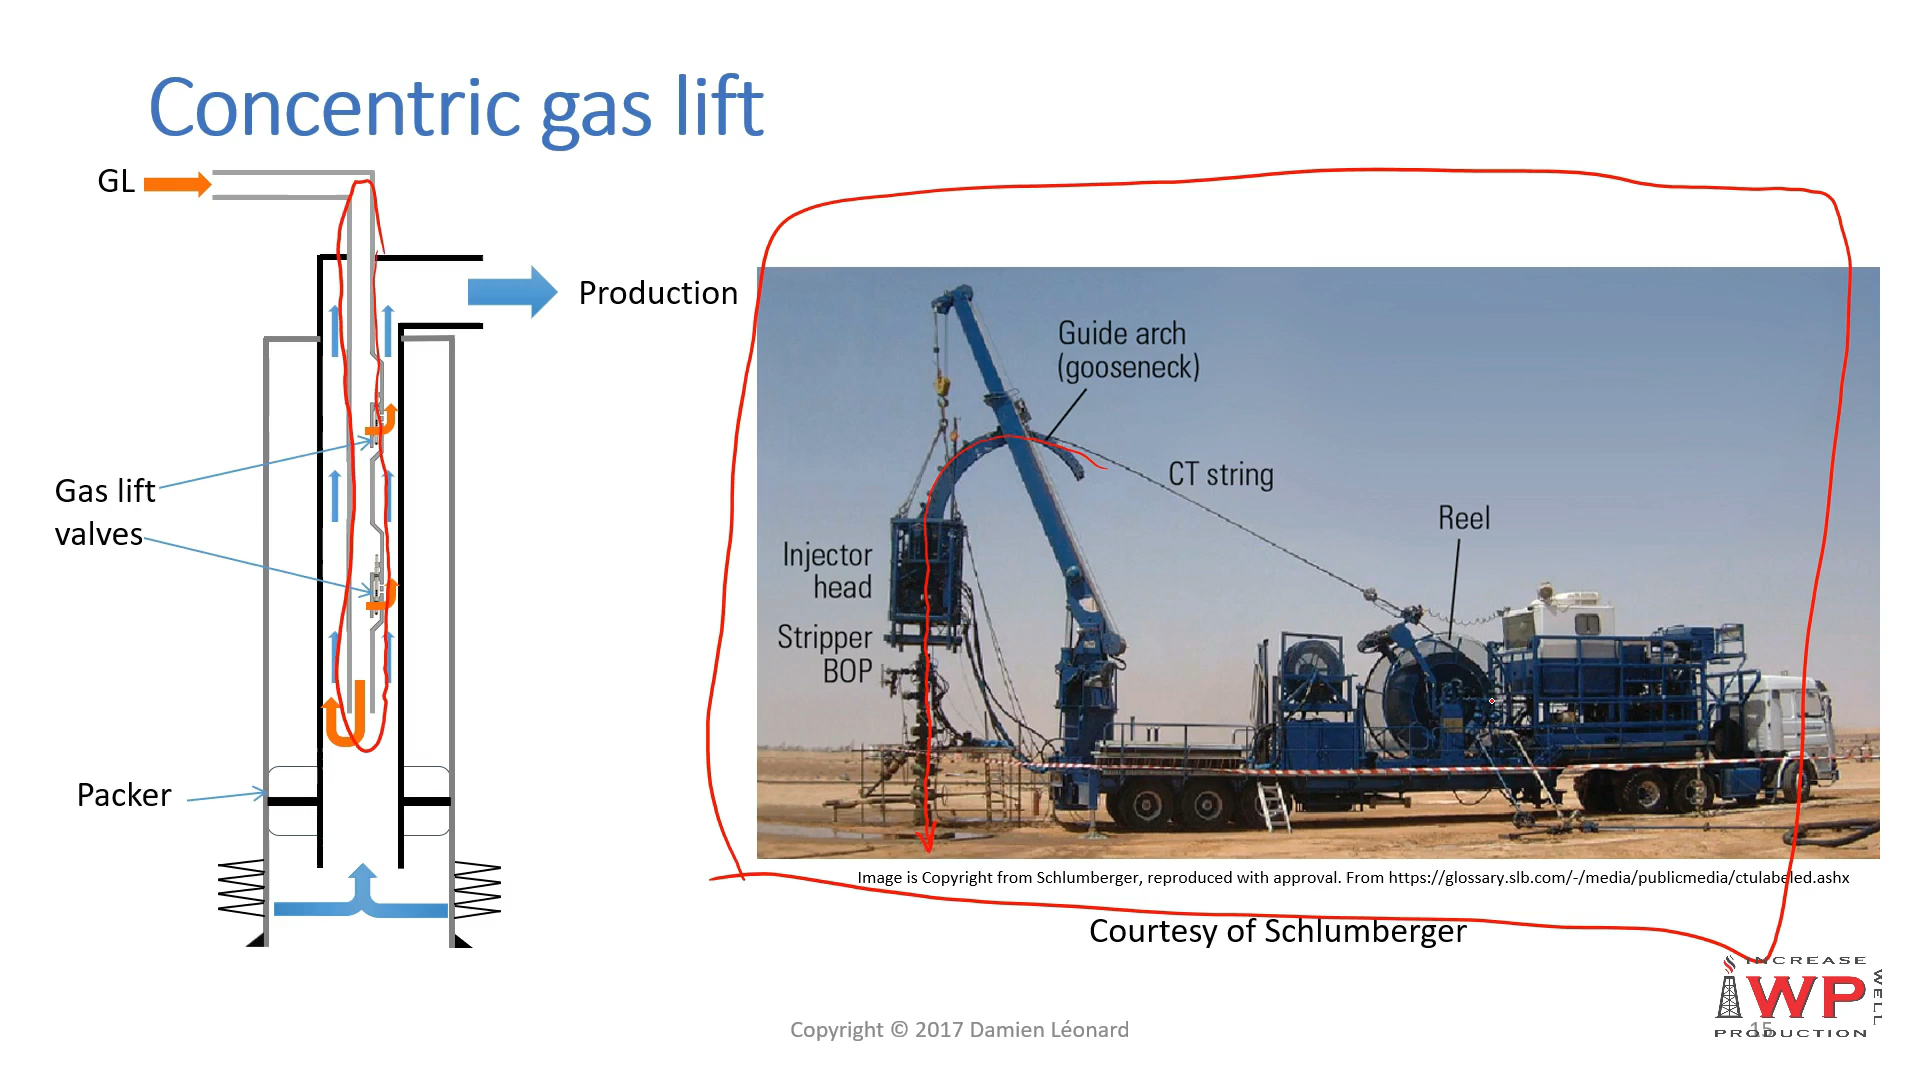 Concentric gas lift
GL
Production
Gas lift
valves
Packer
Guide arch
(gooseneck)
CT string
Reel
Injector
head
Stripper
BOP
Image is Copyright from Schlumberger, reproduced with approval. From https://glossary.slb.com/-/media/publicmedia/ctulabeled.ashx
Courtesy of Schlumberger
INCREASE
WP
WELL
PRODUCTION
15
Copyright © 2017 Damien Léonard